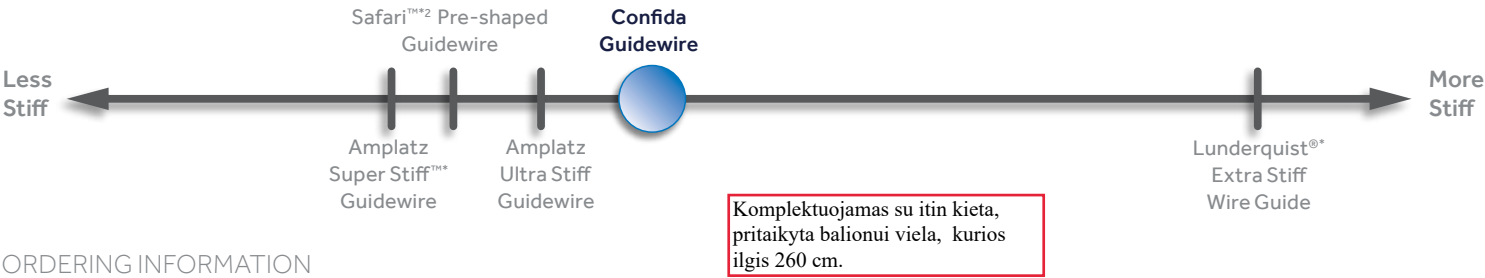 Safari™*2 Pre-shaped
Guidewire
Confida
Guidewire
Less
Stiff
More
Stiff
Amplatz
Super Stiff™*
Guidewire
Amplatz
Ultra Stiff
Guidewire
Lunderquist®*
Extra Stiff
Wire Guide
Komplektuojamas su itin kieta,
pritaikyta balionui viela, kurios
ilgis 260 cm.
ORDERING INFORMATION